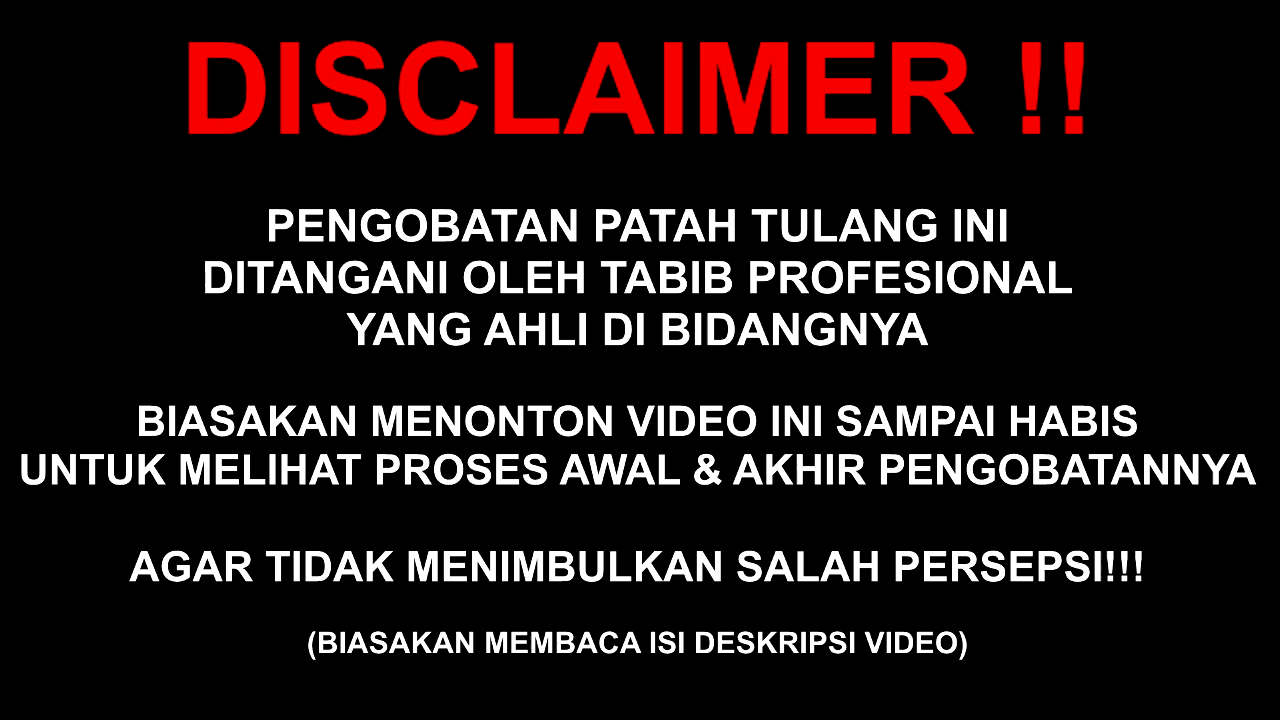 DISCLAIMER !!
PENGOBATAN PATAH TULANG INI
DITANGANI OLEH TABIB PROFESIONAL
YANG AHLI DI BIDANGNYA
BIASAKAN MENONTON VIDEO INI SAMPAI HABIS
UNTUK MELIHAT PROSES AWAL & AKHIR PENGOBATANNYA
AGAR TIDAK MENIMBULKAN SALAH PERSEPSI!!!
(BIASAKAN MEMBACA ISI DESKRIPSI VIDEO)